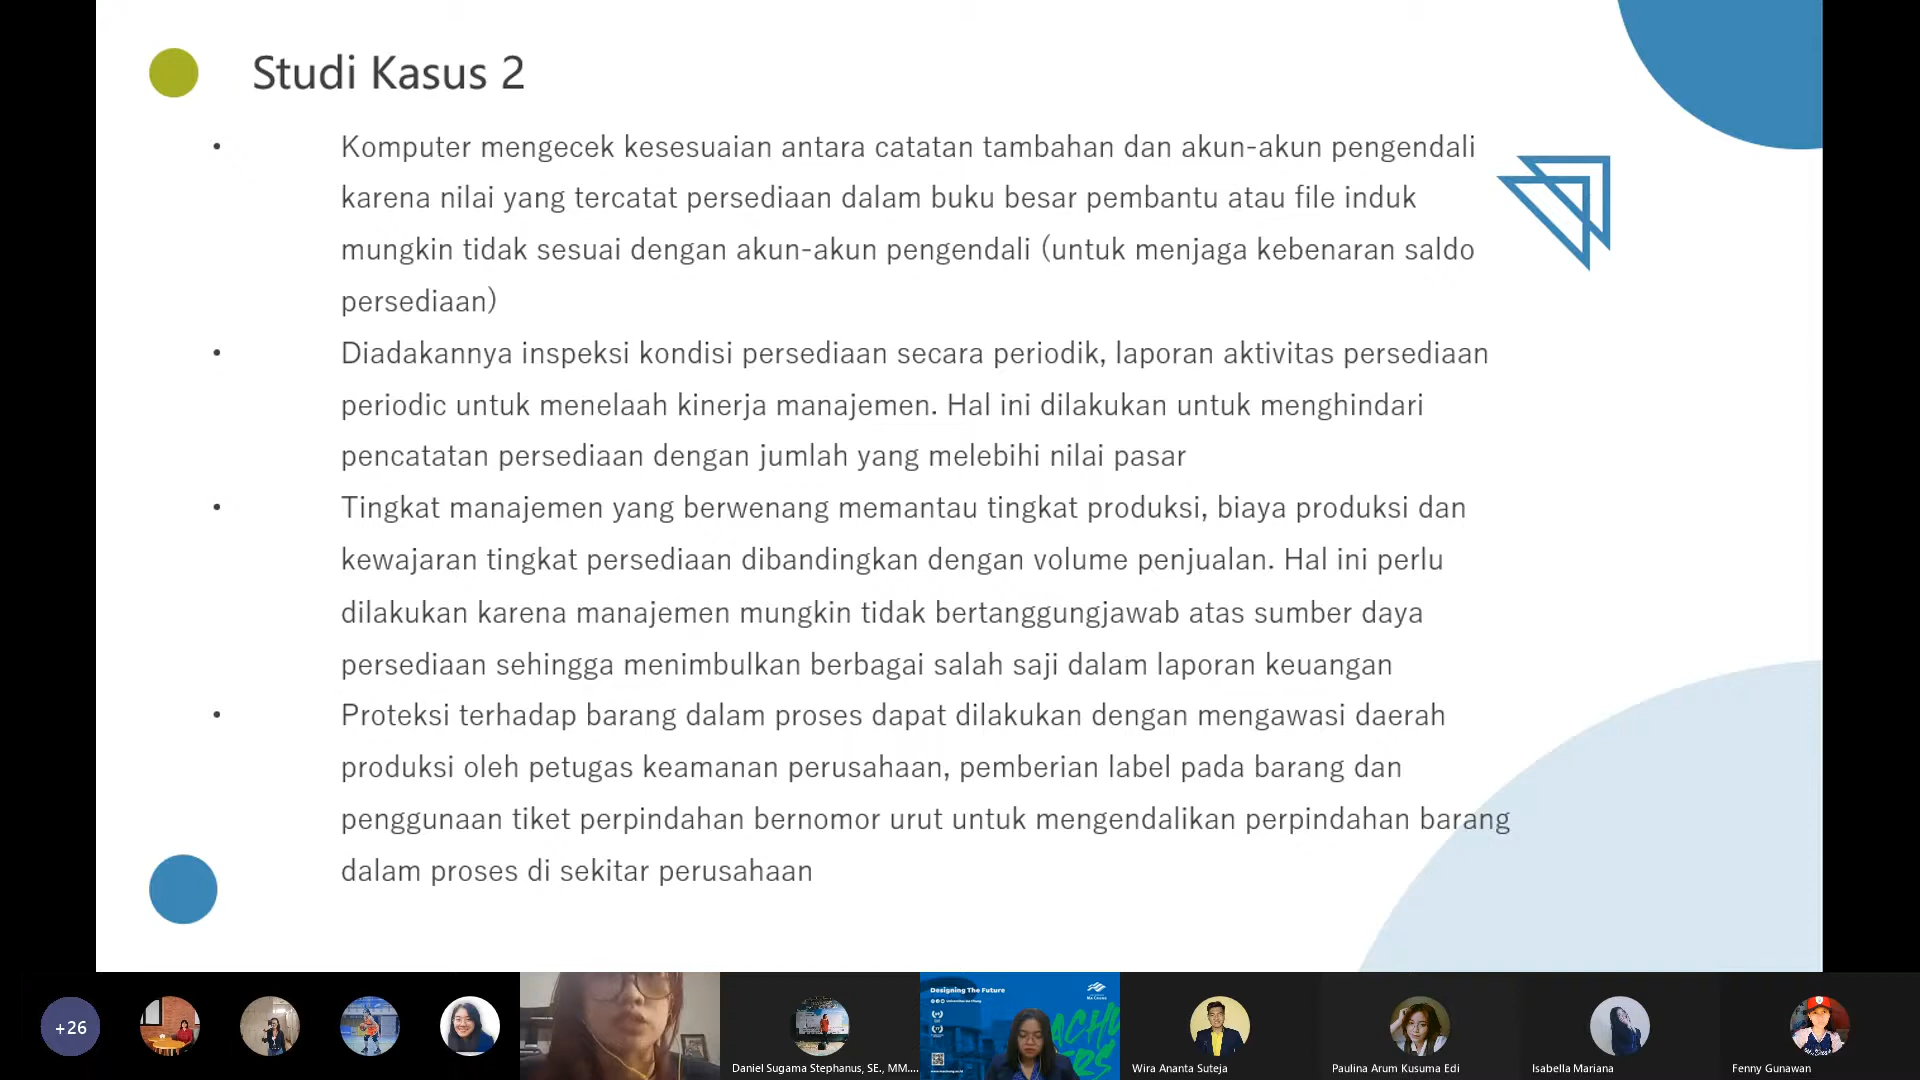 Studi Kasus 2
• Komputer mengecek kesesuaian antara catatan tambahan dan akun-akun pengendali
karena nilai yang tercatat persediaan dalam buku besar pembantu atau file induk
mungkin tidak sesuai dengan akun-akun pengendali (untuk menjaga kebenaran saldo
persediaan)
• Diadakannya inspeksi kondisi persediaan secara periodik, laporan aktivitas persediaan
periodic untuk menelaah kinerja manajemen. Hal ini dilakukan untuk menghindari
pencatatan persediaan dengan jumlah yang melebihi nilai pasar
• Tingkat manajemen yang berwenang memantau tingkat produksi, biaya produksi dan
kewajaran tingkat persediaan dibandingkan dengan volume penjualan. Hal ini perlu
dilakukan karena manajemen mungkin tidak bertanggungjawab atas sumber daya
persediaan sehingga menimbulkan berbagai salah saji dalam laporan keuangan
• Proteksi terhadap barang dalam proses dapat dilakukan dengan mengawasi daerah
produksi oleh petugas keamanan perusahaan, pemberian label pada barang dan
penggunaan tiket perpindahan bernomor urut untuk mengendalikan perpindahan barang
dalam proses di sekitar perusahaan
+26
Daniel Sugama Stephanus, SE., MM....
Designing The Future
Wira Ananta Suteja
Paulina Arum Kusuma Edi
Isabella Mariana
Fenny Gunawan